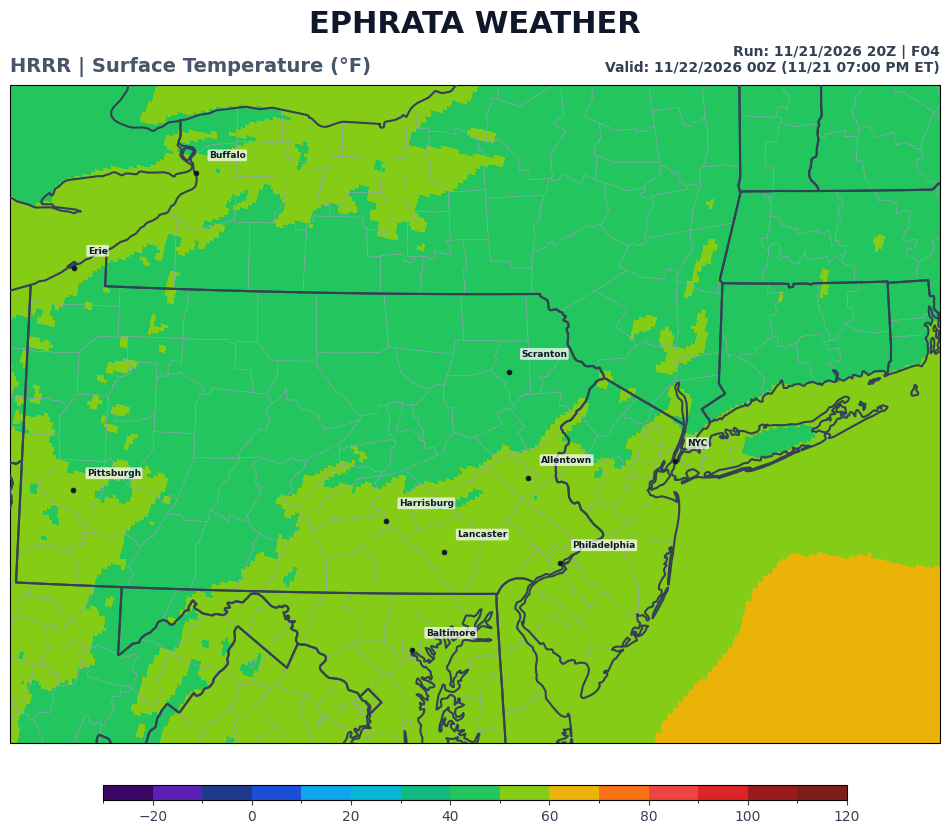 EPHRATA WEATHER
HRRR | Surface Temperature (°F)
Run: 11/21/2026 20Z | F04
Valid: 11/22/2026 00Z (11/21 07:00 PM ET)
Buffalo
Erie
Scranton
NYC
Allentown
Pittsburgh
Harrisburg
Lancaster
Philadelphia
Baltimore
−20 0 20 40 60 80 100 120